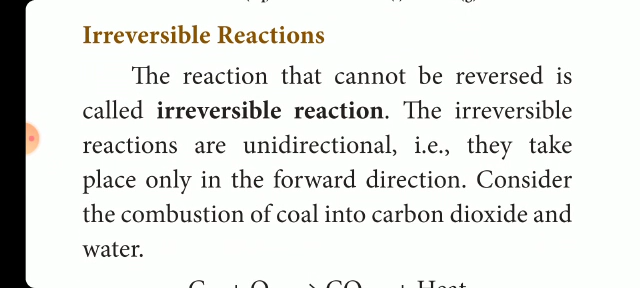 Irreversible Reactions
The reaction that cannot be reversed is
called irreversible reaction. The irreversible
reactions are unidirectional, i.e., they take
place only in the forward direction. Consider
the combustion of coal into carbon dioxide and
water.